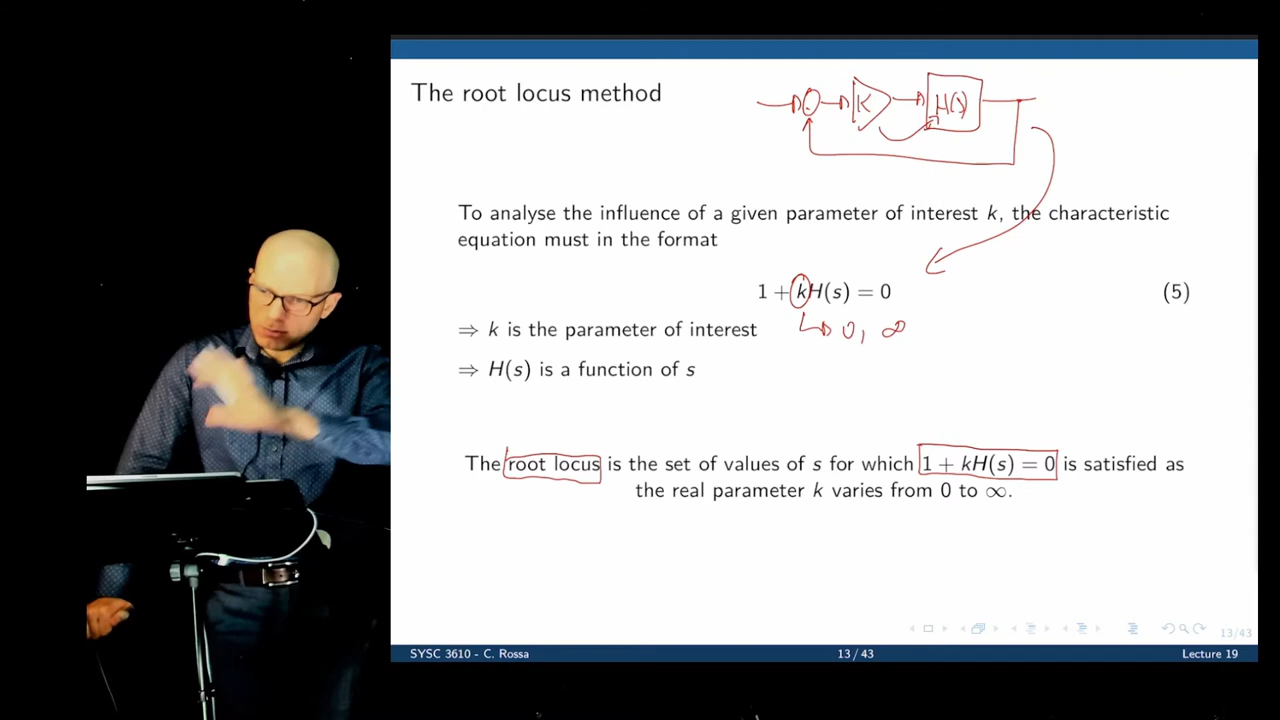 The root locus method
K
H(s)
To analyse the influence of a given parameter of interest k, the characteristic
equation must in the format
1 + kH(s) = 0 (5)
⇒ k is the parameter of interest
0, ∞
⇒ H(s) is a function of s
The root locus is the set of values of s for which 1 + kH(s) = 0 is satisfied as
the real parameter k varies from 0 to ∞.
13/43
SYSC 3610 - C. Rossa 13 / 43 Lecture 19